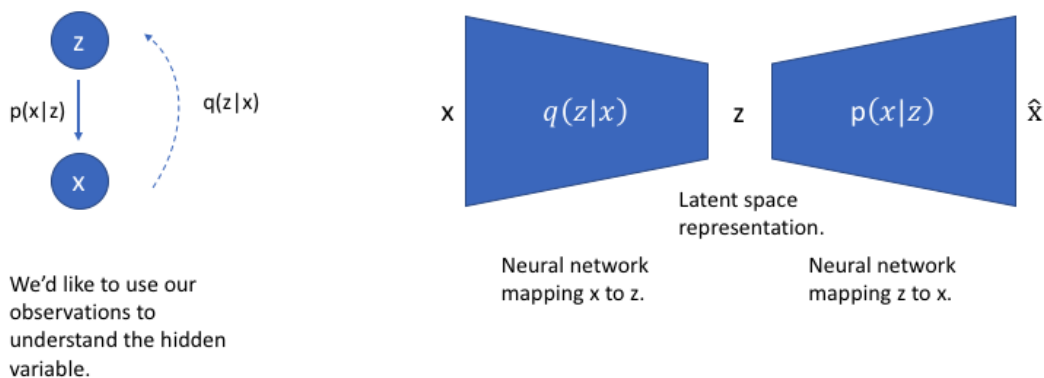 z
p(x|z)
q(z|x)
x
We'd like to use our
observations to
understand the hidden
variable.
x
q(z|x)
z
p(x|z)
x̂
Latent space
representation.
Neural network
mapping x to z.
Neural network
mapping z to x.